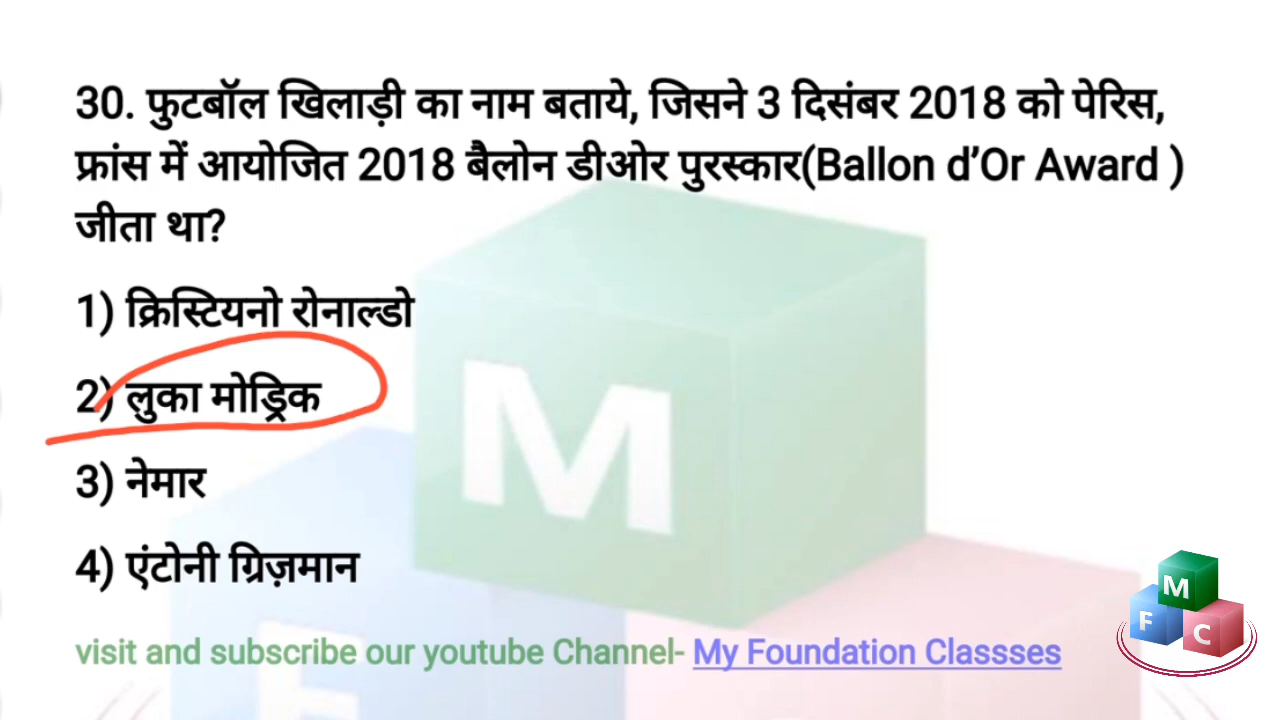 30. फुटबॉल खिलाड़ी का नाम बताये, जिसने 3 दिसंबर 2018 को पेरिस,
फ्रांस में आयोजित 2018 बैलोन डीओर पुरस्कार(Ballon d’Or Award )
जीता था?
1) क्रिस्टियनो रोनाल्डो
2) लुका मोड्रिक
3) नेमार
4) एंटोनी ग्रिज़मान
visit and subscribe our youtube Channel- My Foundation Classses
M
F
M
F C